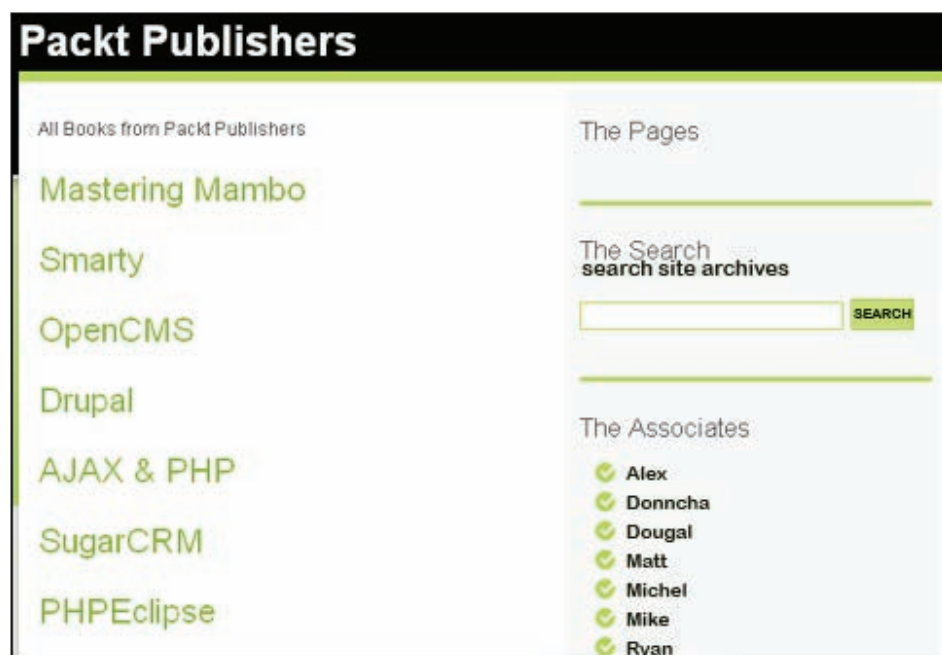 Packt Publishers
All Books from Packt Publishers
Mastering Mambo
Smarty
OpenCMS
Drupal
AJAX & PHP
SugarCRM
PHPEclipse
The Pages
The Search
search site archives
SEARCH
The Associates
Alex
Donncha
Dougal
Matt
Michel
Mike
Ryan